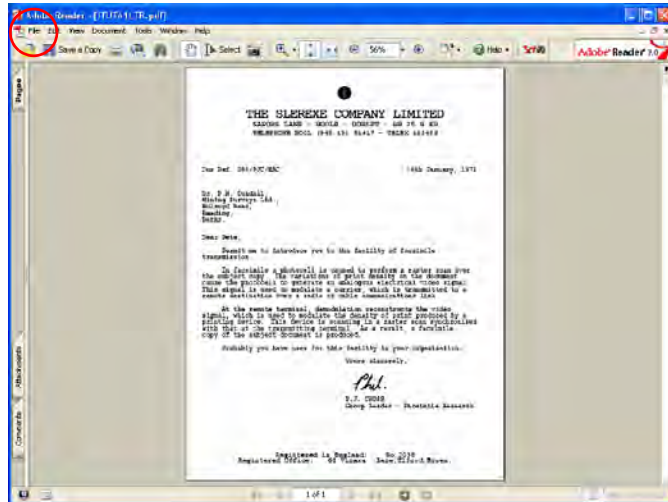 Adobe Reader - [ITUT64LTR.pdf]
File Edit View Document Tools Window Help
Save a Copy Select 56% Help Adobe Reader 7.0
Pages
THE SLEREXE COMPANY LIMITED
SAPORS LANE - BOOLE - DORSET - BH 25 8 ER
TELEPHONE BOOLE (945 13) 51617 - TELEX 123456
Our Ref. 18th January, 1972.
Dr. P.N. Cundall,
Mining Surveys Ltd.,
Holroyd Road,
Reading,
Berks.
Dear Pete,
Permit me to introduce you to the facility of facsimile
transmission.
In facsimile a photocell is caused to perform a raster scan over
the subject copy. The variations of print density on the document
cause the photocell to generate an analogous electrical video signal.
This signal is used to modulate a carrier, which is transmitted to a
remote destination over a radio or cable communications link.
At the remote terminal, demodulation reconstructs the video
signal, which is used to modulate the density of print produced by a
printing device. This device is scanning in a raster scan synchronised
with that at the transmitting terminal. As a result, a facsimile
copy of the subject document is produced.
Probably you have uses for this facility in your organisation.
Yours sincerely,
Phil.
P.J. CROSS
Group Leader - Facsimile Research
Attachments
Comments
Registered in England: No. 2038
Registered Office: 60 Vicara Lane, Ilford, Essex.
1 of 1